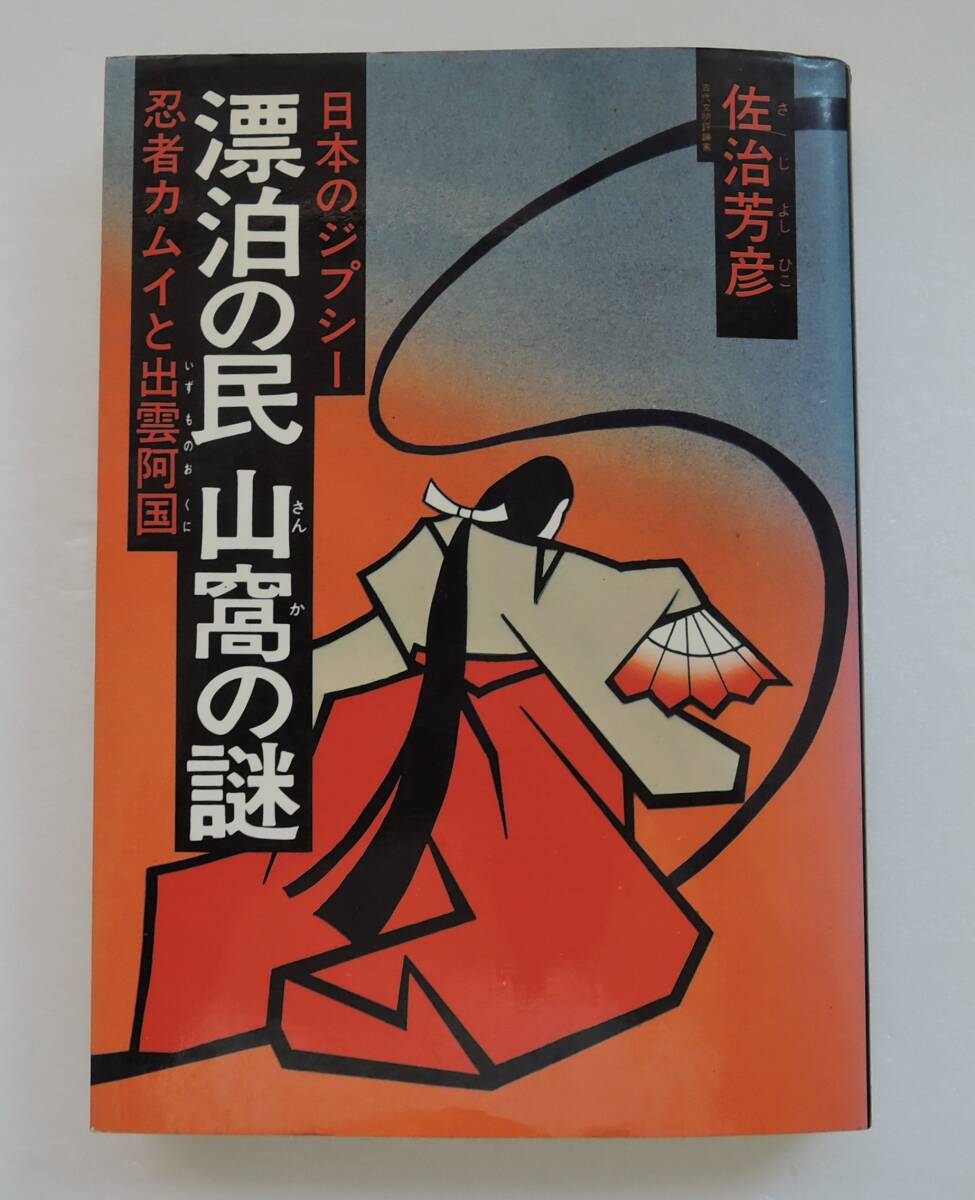 佐治芳彦
さじよしひこ
古代文明評論家
日本のジプシー
漂泊の民 山窩の謎
さんか
忍者カムイと出雲阿国
いずものおくに